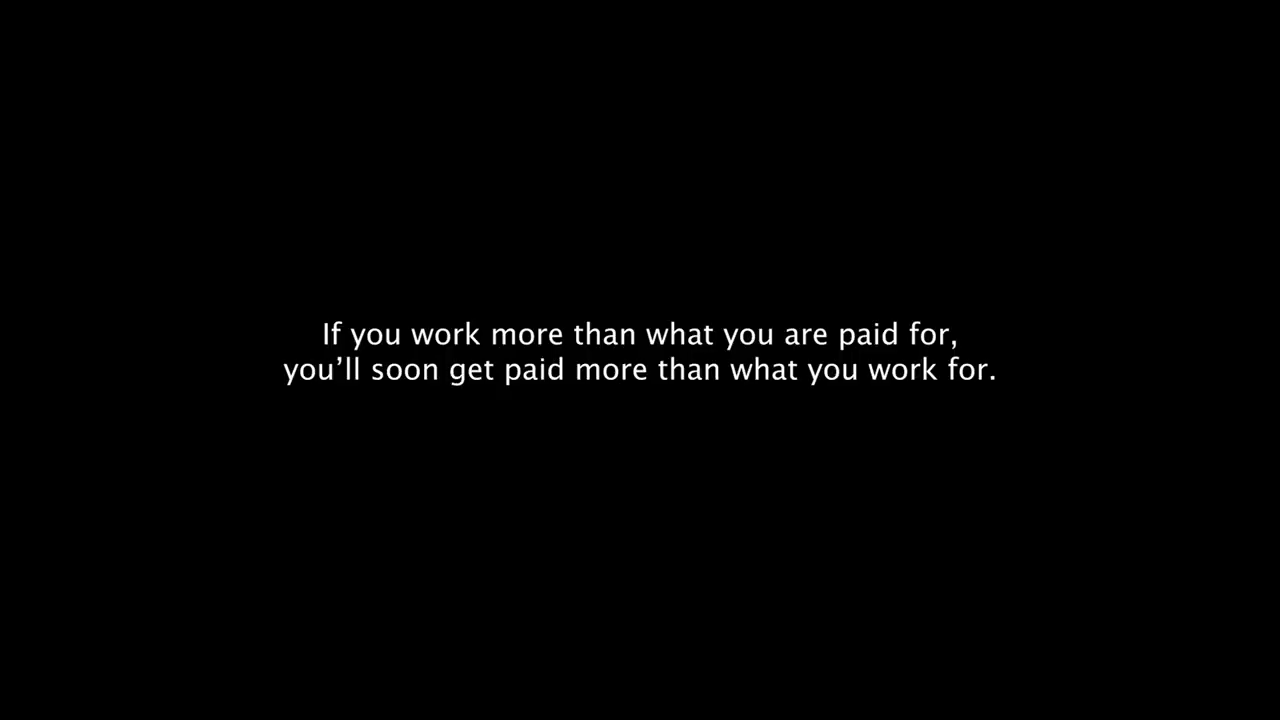 If you work more than what you are paid for,
you’ll soon get paid more than what you work for.